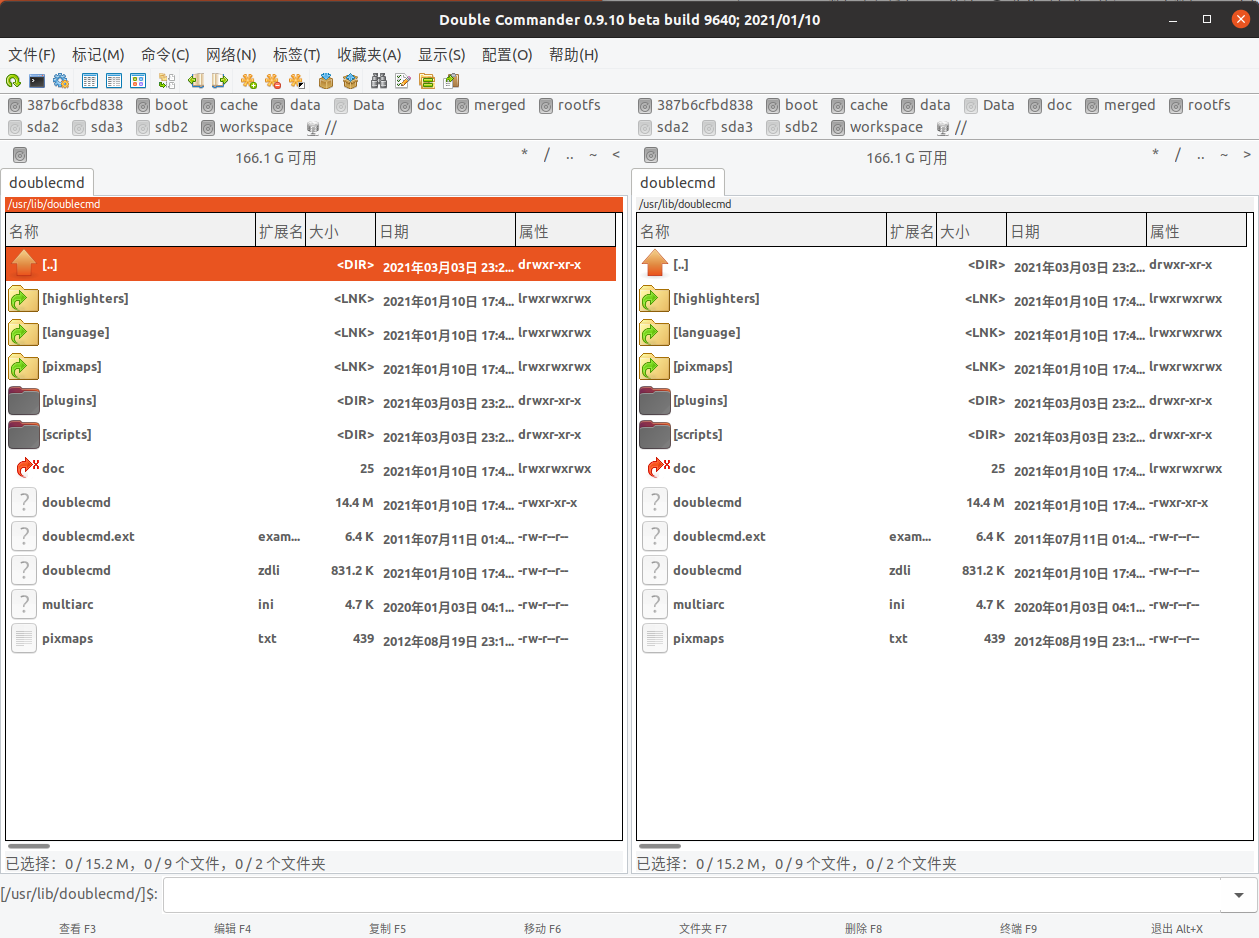 Double Commander 0.9.10 beta build 9640; 2021/01/10
文件(F) 标记(M) 命令(C) 网络(N) 标签(T) 收藏夹(A) 显示(S) 配置(O) 帮助(H)
387b6cfbd838 boot cache data Data doc merged rootfs 387b6cfbd838 boot cache data Data doc merged rootfs
sda2 sda3 sdb2 workspace // sda2 sda3 sdb2 workspace //
166.1 G 可用 * / .. ~ < 166.1 G 可用 * / .. ~ >
doublecmd doublecmd
/usr/lib/doublecmd /usr/lib/doublecmd
名称 扩展名 大小 日期 属性 名称 扩展名 大小 日期 属性
[..] <DIR> 2021年03月03日 23:2... drwxr-xr-x [..] <DIR> 2021年03月03日 23:2... drwxr-xr-x
[highlighters] <LNK> 2021年01月10日 17:4... lrwxrwxrwx [highlighters] <LNK> 2021年01月10日 17:4... lrwxrwxrwx
[language] <LNK> 2021年01月10日 17:4... lrwxrwxrwx [language] <LNK> 2021年01月10日 17:4... lrwxrwxrwx
[pixmaps] <LNK> 2021年01月10日 17:4... lrwxrwxrwx [pixmaps] <LNK> 2021年01月10日 17:4... lrwxrwxrwx
[plugins] <DIR> 2021年03月03日 23:2... drwxr-xr-x [plugins] <DIR> 2021年03月03日 23:2... drwxr-xr-x
[scripts] <DIR> 2021年03月03日 23:2... drwxr-xr-x [scripts] <DIR> 2021年03月03日 23:2... drwxr-xr-x
doc 25 2021年01月10日 17:4... lrwxrwxrwx doc 25 2021年01月10日 17:4... lrwxrwxrwx
doublecmd 14.4 M 2021年01月10日 17:4... -rwxr-xr-x doublecmd 14.4 M 2021年01月10日 17:4... -rwxr-xr-x
doublecmd.ext exam... 6.4 K 2011年07月11日 01:4... -rw-r--r-- doublecmd.ext exam... 6.4 K 2011年07月11日 01:4... -rw-r--r--
doublecmd zdli 831.2 K 2021年01月10日 17:4... -rw-r--r-- doublecmd zdli 831.2 K 2021年01月10日 17:4... -rw-r--r--
multiarc ini 4.7 K 2020年01月03日 04:1... -rw-r--r-- multiarc ini 4.7 K 2020年01月03日 04:1... -rw-r--r--
pixmaps txt 439 2012年08月19日 23:1... -rw-r--r-- pixmaps txt 439 2012年08月19日 23:1... -rw-r--r--
已选择：0 / 15.2 M，0 / 9 个文件，0 / 2 个文件夹 已选择：0 / 15.2 M，0 / 9 个文件，0 / 2 个文件夹
[/usr/lib/doublecmd/]$:
查看 F3 编辑 F4 复制 F5 移动 F6 文件夹 F7 删除 F8 终端 F9 退出 Alt+X